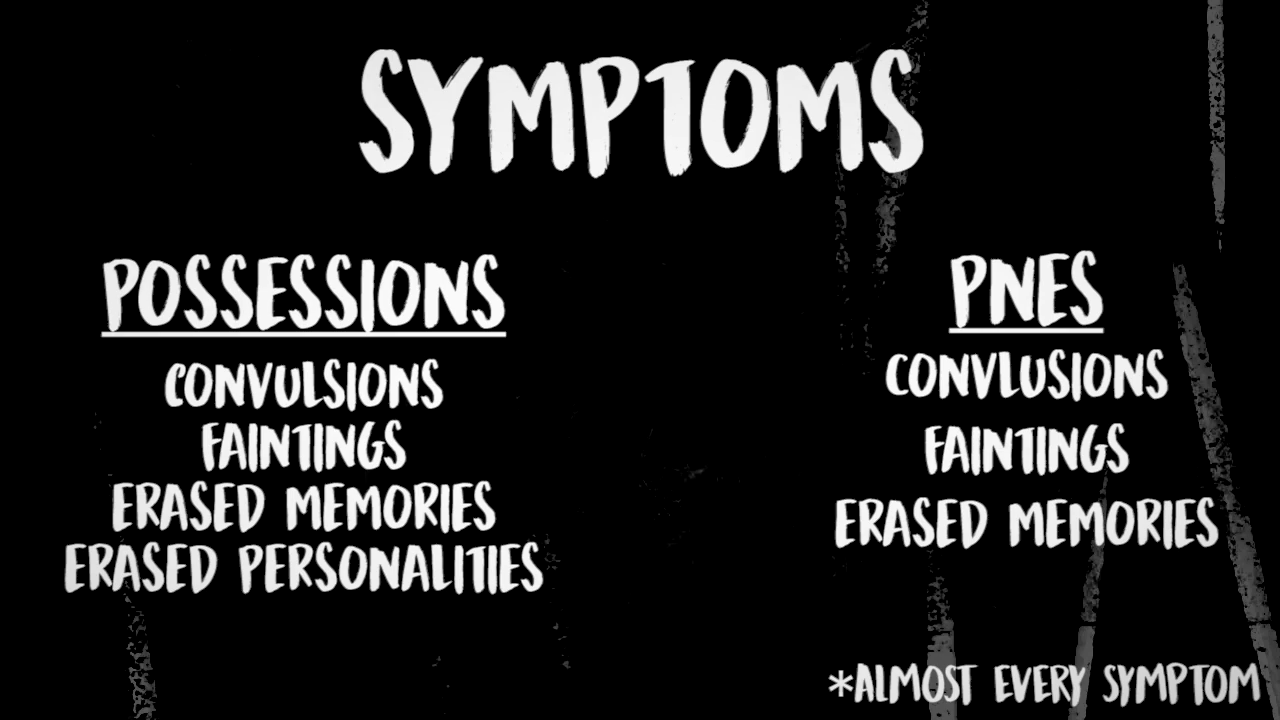 SYMPTOMS
POSSESSIONS
CONVULSIONS
FAINTINGS
ERASED MEMORIES
ERASED PERSONALITIES
PNES
CONVLUSIONS
FAINTINGS
ERASED MEMORIES
*ALMOST EVERY SYMPTOM